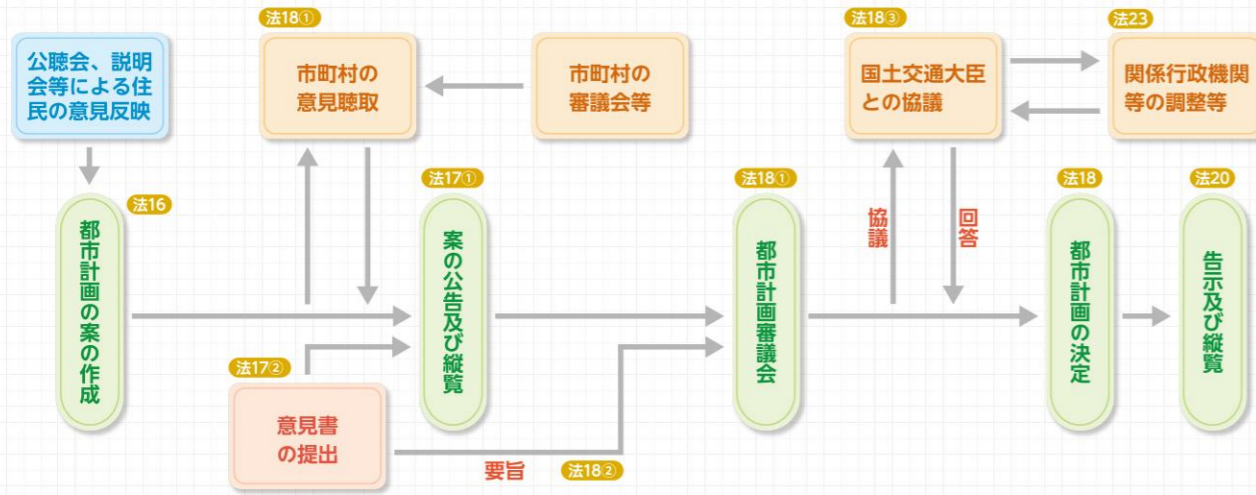 法18①
法18③
法23
公聴会、説明
会等による住
民の意見反映
市町村の
意見聴取
市町村の
審議会等
国土交通大臣
との協議
関係行政機関
等の調整等
法16
法17①
法18①
法18
法20
都市計画の案の作成
案の公告及び縦覧
都市計画審議会
協議
回答
都市計画の決定
告示及び縦覧
法17②
意見書
の提出
要旨
法18②